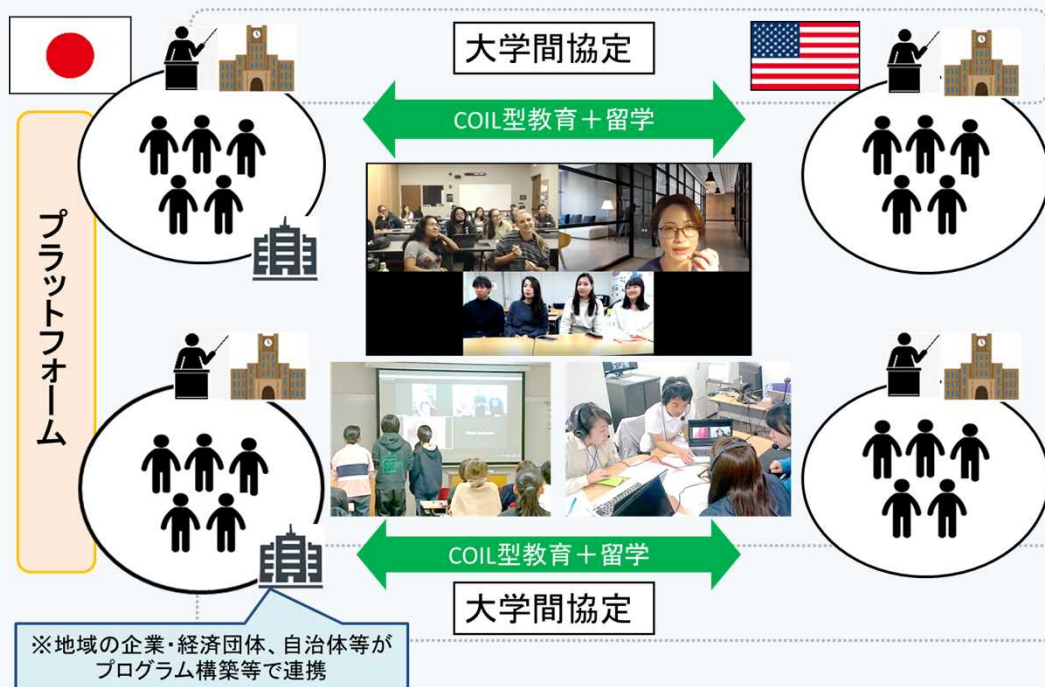 大学間協定
COIL型教育＋留学
プラットフォーム
COIL型教育＋留学
大学間協定
※地域の企業・経済団体、自治体等が
プログラム構築等で連携